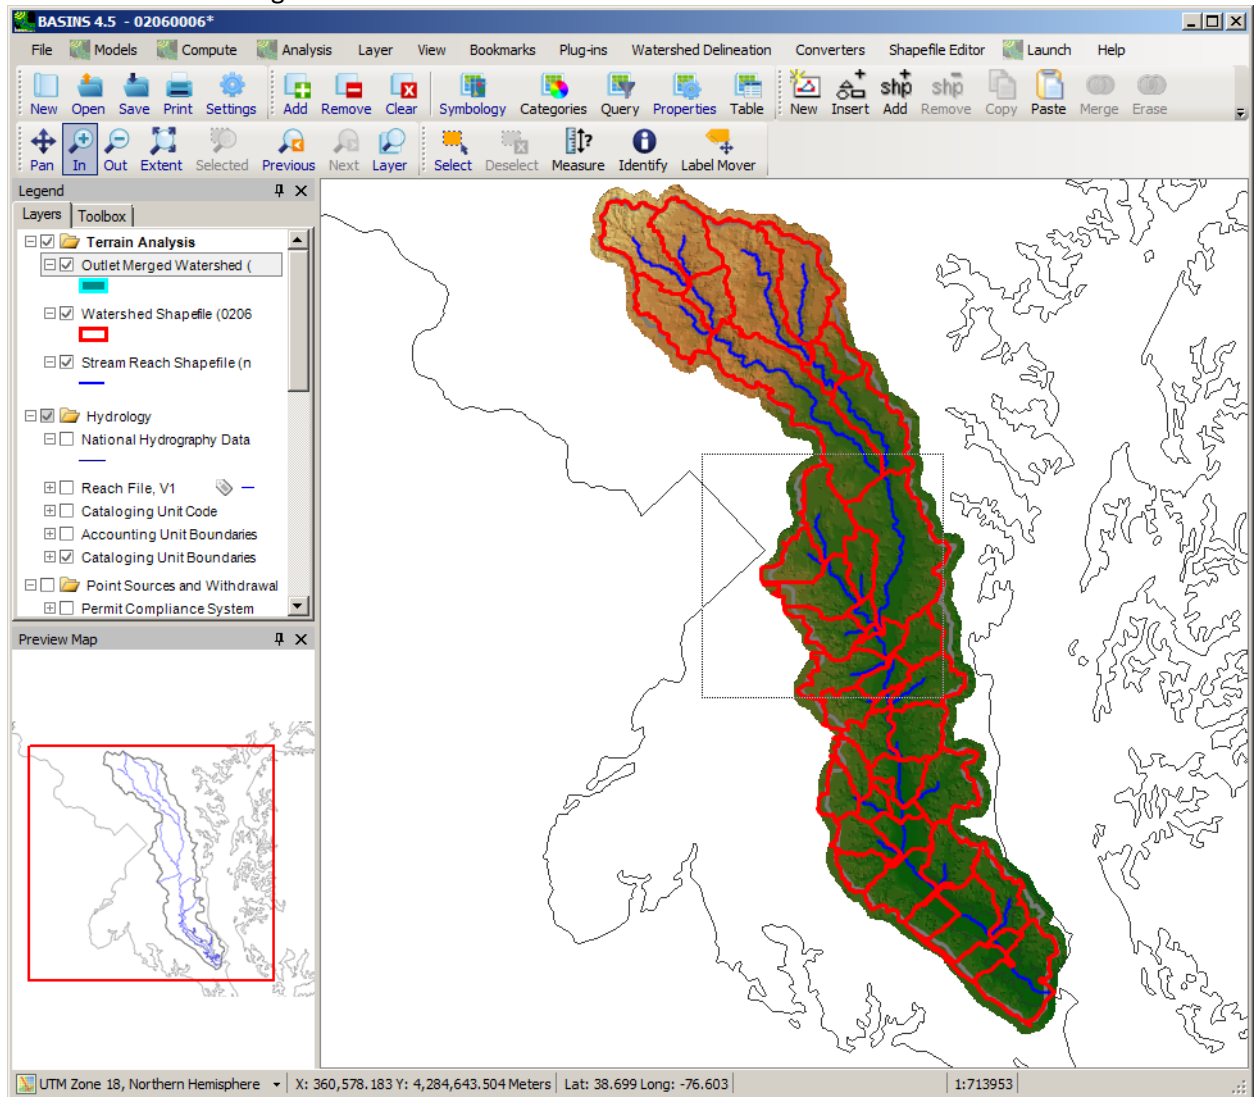 BASINS 4.5 - 02060006*
File Models Compute Analysis Layer View Bookmarks Plug-ins Watershed Delineation Converters Shapefile Editor Launch Help
New Open Save Print Settings Add Remove Clear Symbology Categories Query Properties Table New Insert Add Remove Copy Paste Merge Erase
Pan In Out Extent Selected Previous Next Layer Select Deselect Measure Identify Label Mover
Legend
Layers Toolbox
Terrain Analysis
Outlet Merged Watershed (
Watershed Shapefile (0206
Stream Reach Shapefile (n
Hydrology
National Hydrography Data
Reach File, V1
Cataloging Unit Code
Accounting Unit Boundaries
Cataloging Unit Boundaries
Point Sources and Withdrawal
Permit Compliance System
Preview Map
UTM Zone 18, Northern Hemisphere X: 360,578.183 Y: 4,284,643.504 Meters Lat: 38.699 Long: -76.603 1:713953